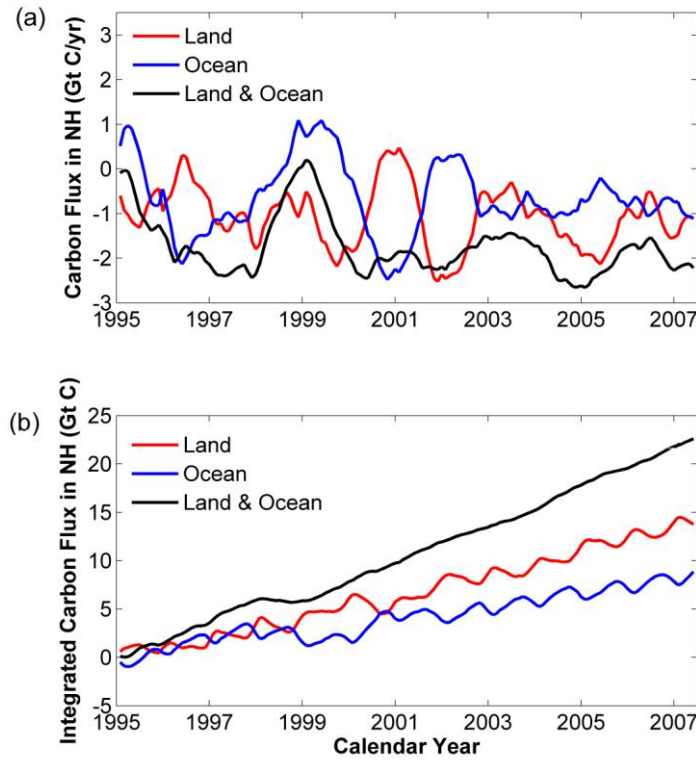 (a)
Carbon Flux in NH (Gt C/yr)
3
2
1
0
-1
-2
-3
Land
Ocean
Land & Ocean
1995 1997 1999 2001 2003 2005 2007
(b)
Integrated Carbon Flux in NH (Gt C)
25
20
15
10
5
0
-5
Land
Ocean
Land & Ocean
1995 1997 1999 2001 2003 2005 2007
Calendar Year